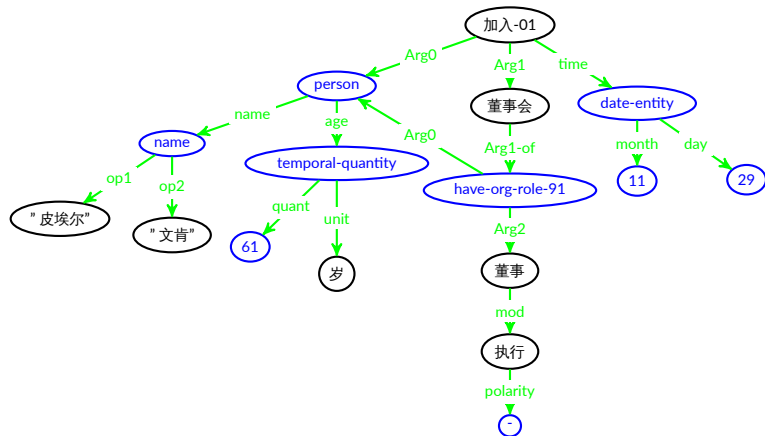 加入-01
Arg0
Arg1
time
person
董事会
date-entity
name
age
Arg0
Arg1-of
month
day
name
temporal-quantity
have-org-role-91
11
29
op1
op2
quant
unit
Arg2
"皮埃尔"
"文肯"
61
岁
董事
mod
执行
polarity
-